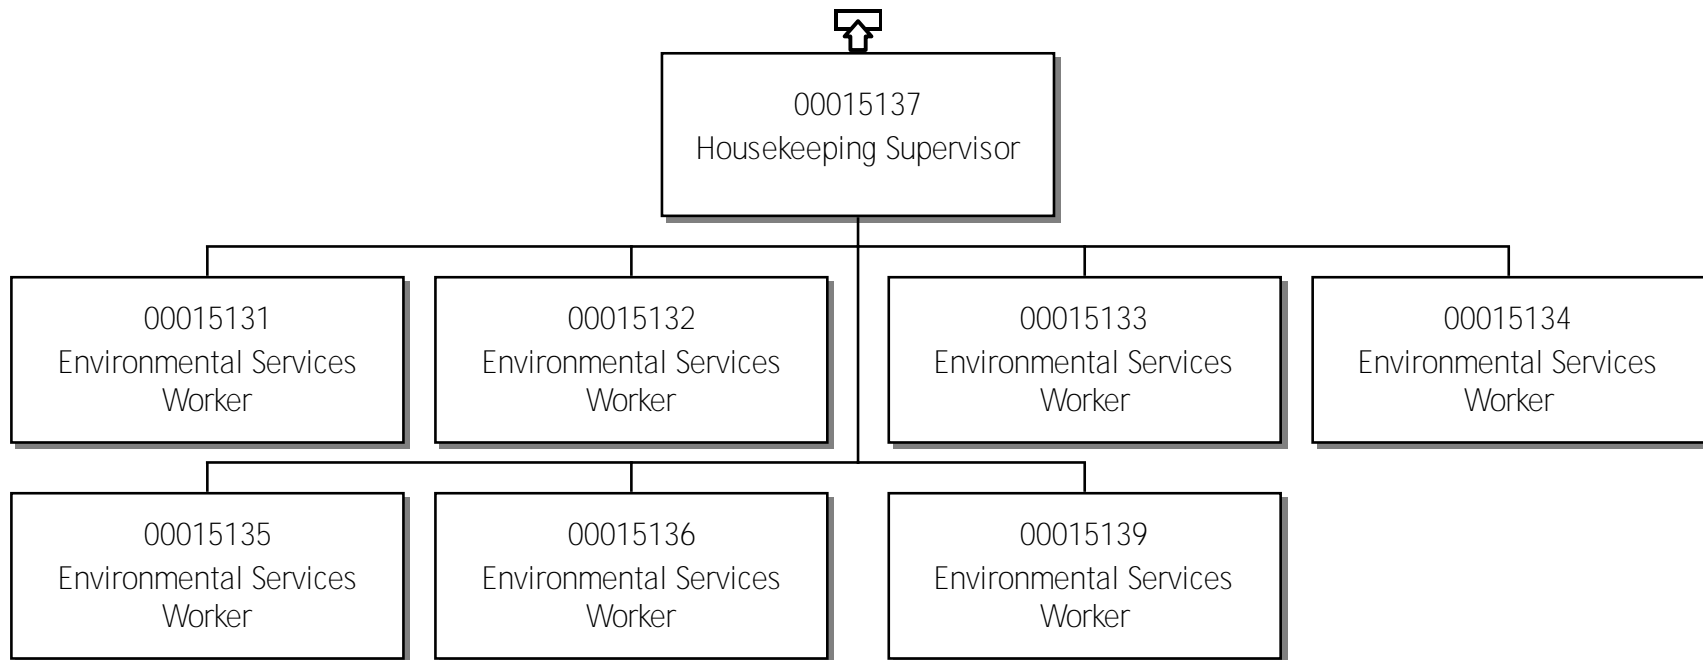 00015137
Housekeeping Supervisor
00015131
Environmental Services
Worker
00015132
Environmental Services
Worker
00015133
Environmental Services
Worker
00015134
Environmental Services
Worker
00015135
Environmental Services
Worker
00015136
Environmental Services
Worker
00015139
Environmental Services
Worker